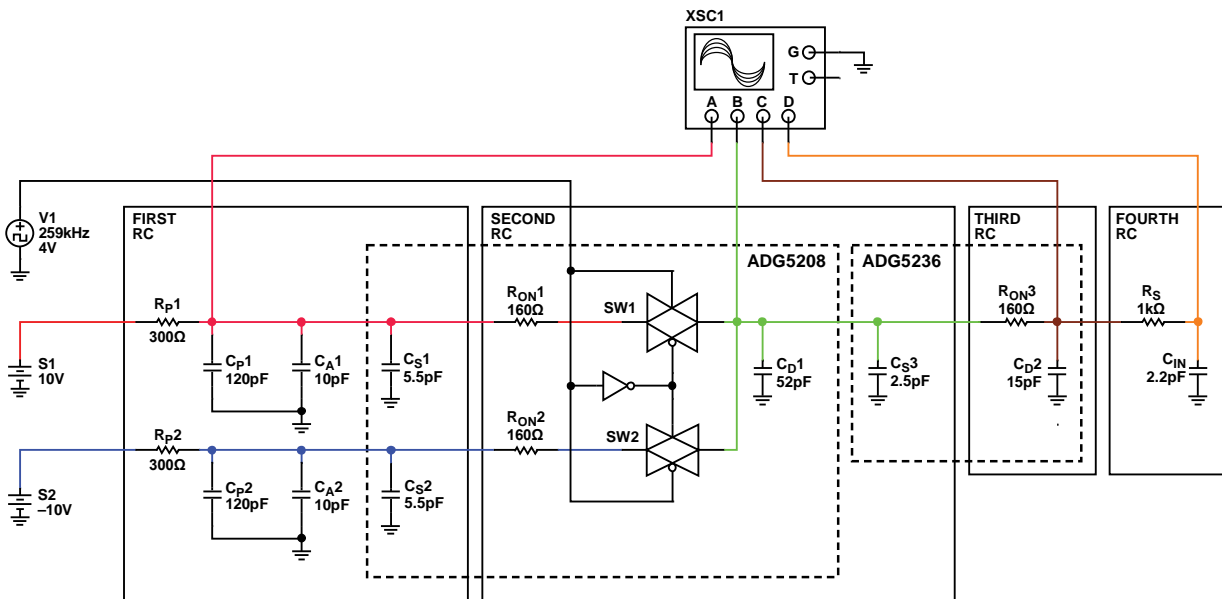 XSC1
G
T
A B C D
V1
259kHz
4V
FIRST
RC
SECOND
RC
THIRD
RC
FOURTH
RC
ADG5208
ADG5236
RP1
300Ω
RON1
160Ω
SW1
RON3
160Ω
RS
1kΩ
S1
10V
CP1
120pF
CA1
10pF
CS1
5.5pF
CD1
52pF
CS3
2.5pF
CD2
15pF
CIN
2.2pF
RP2
300Ω
RON2
160Ω
SW2
S2
–10V
CP2
120pF
CA2
10pF
CS2
5.5pF